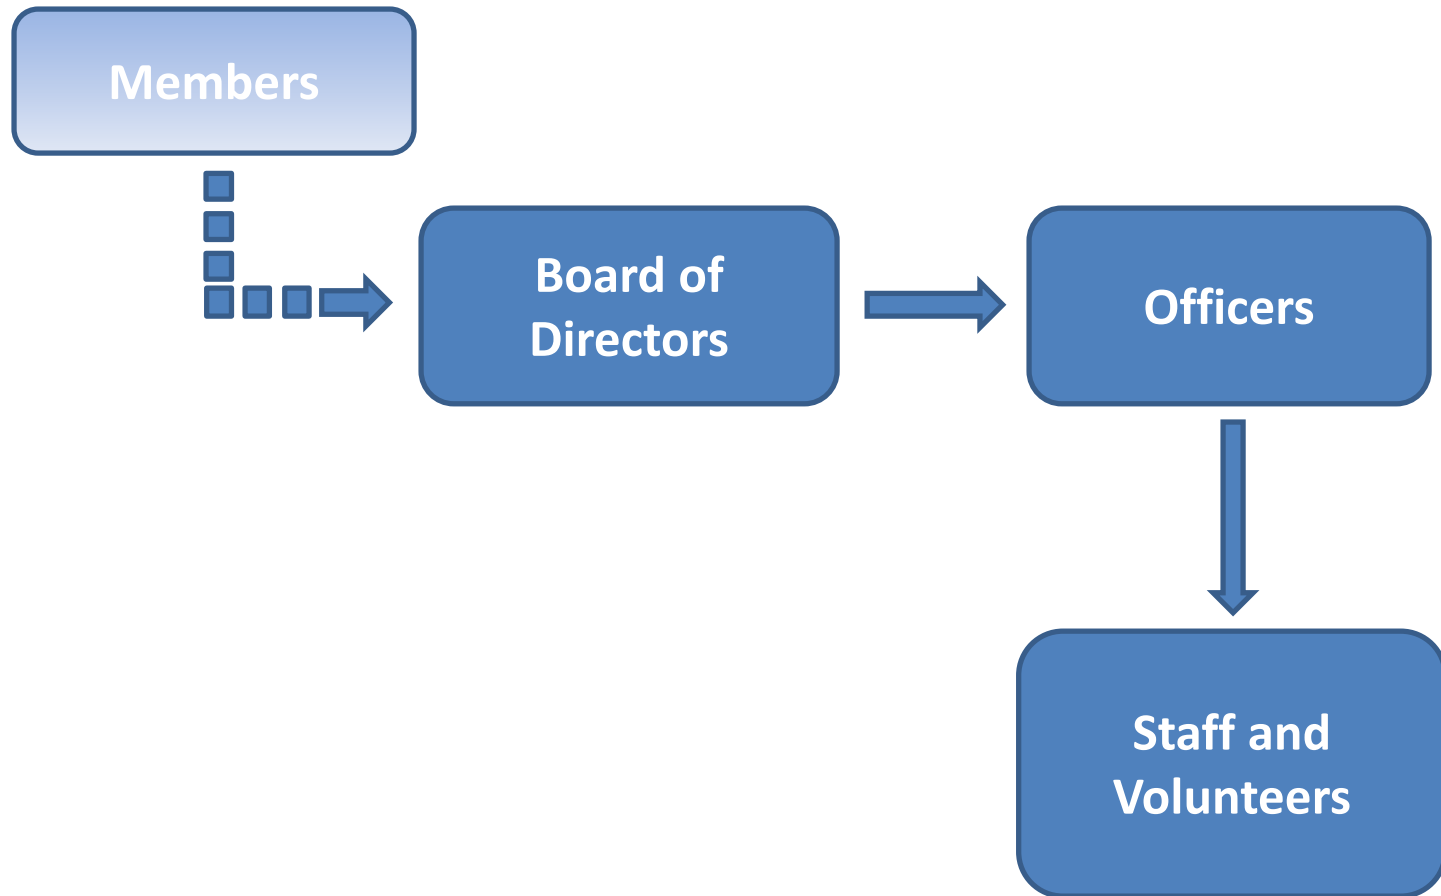 Members
Board of
Directors
Officers
Staff and
Volunteers